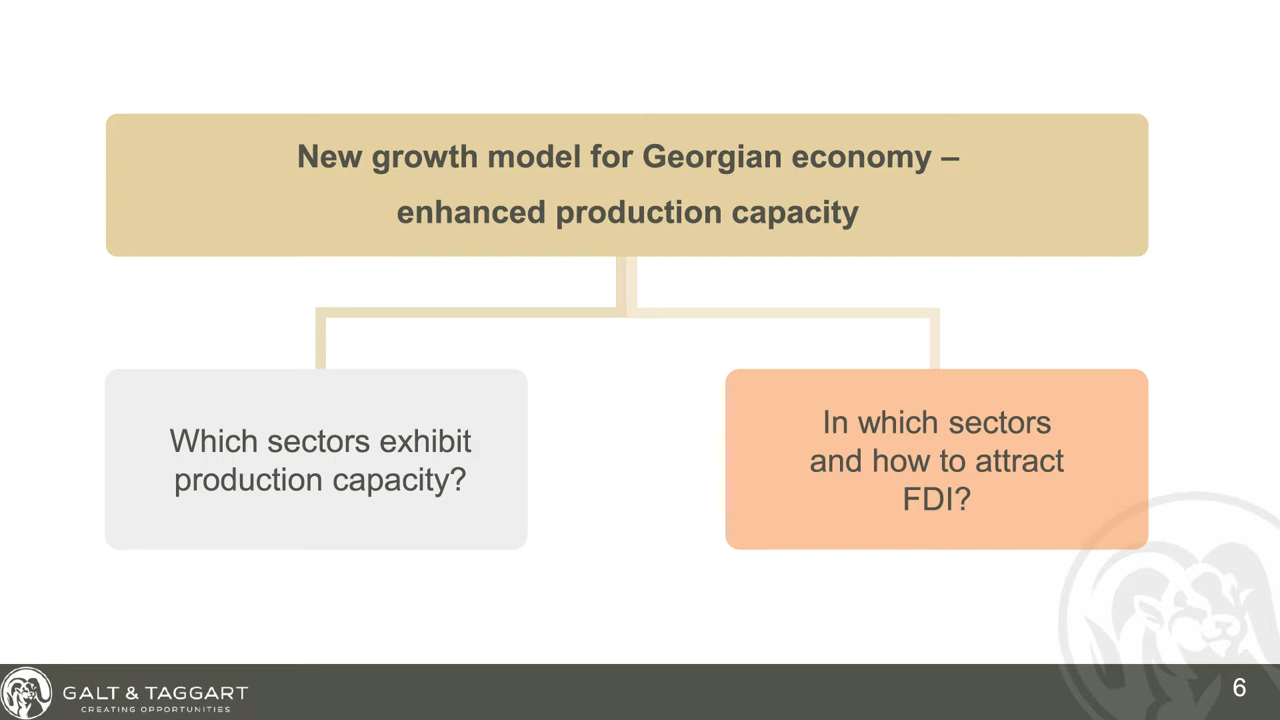 New growth model for Georgian economy –
enhanced production capacity
Which sectors exhibit
production capacity?
In which sectors
and how to attract
FDI?
GALT & TAGGART
CREATING OPPORTUNITIES
6